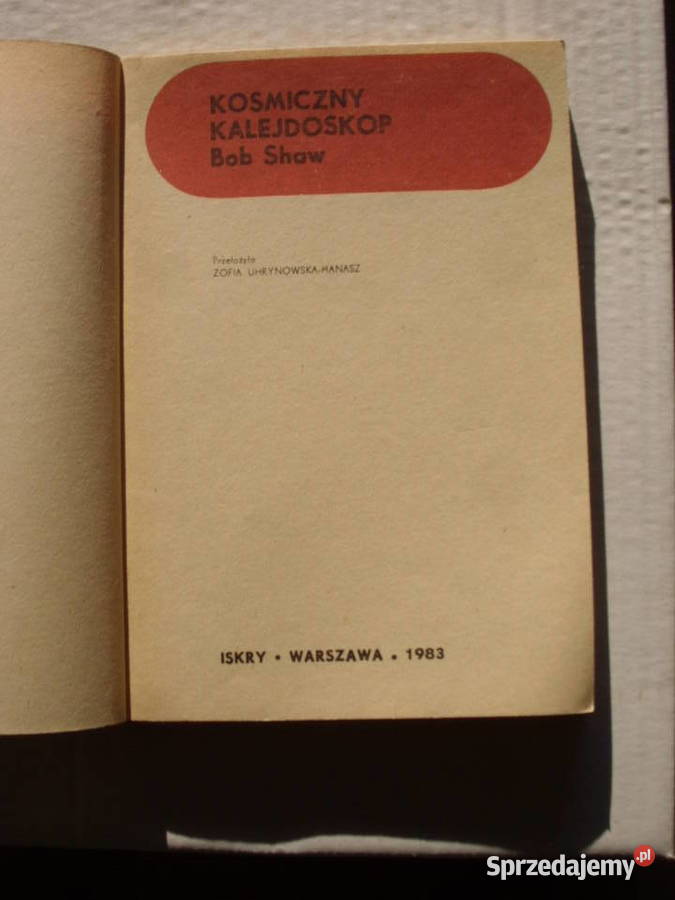 KOSMICZNY
KALEJDOSKOP
Bob Shaw
Przełożyła
ZOFIA UHRYNOWSKA-HANASZ
ISKRY • WARSZAWA • 1983
Sprzedajemy.pl